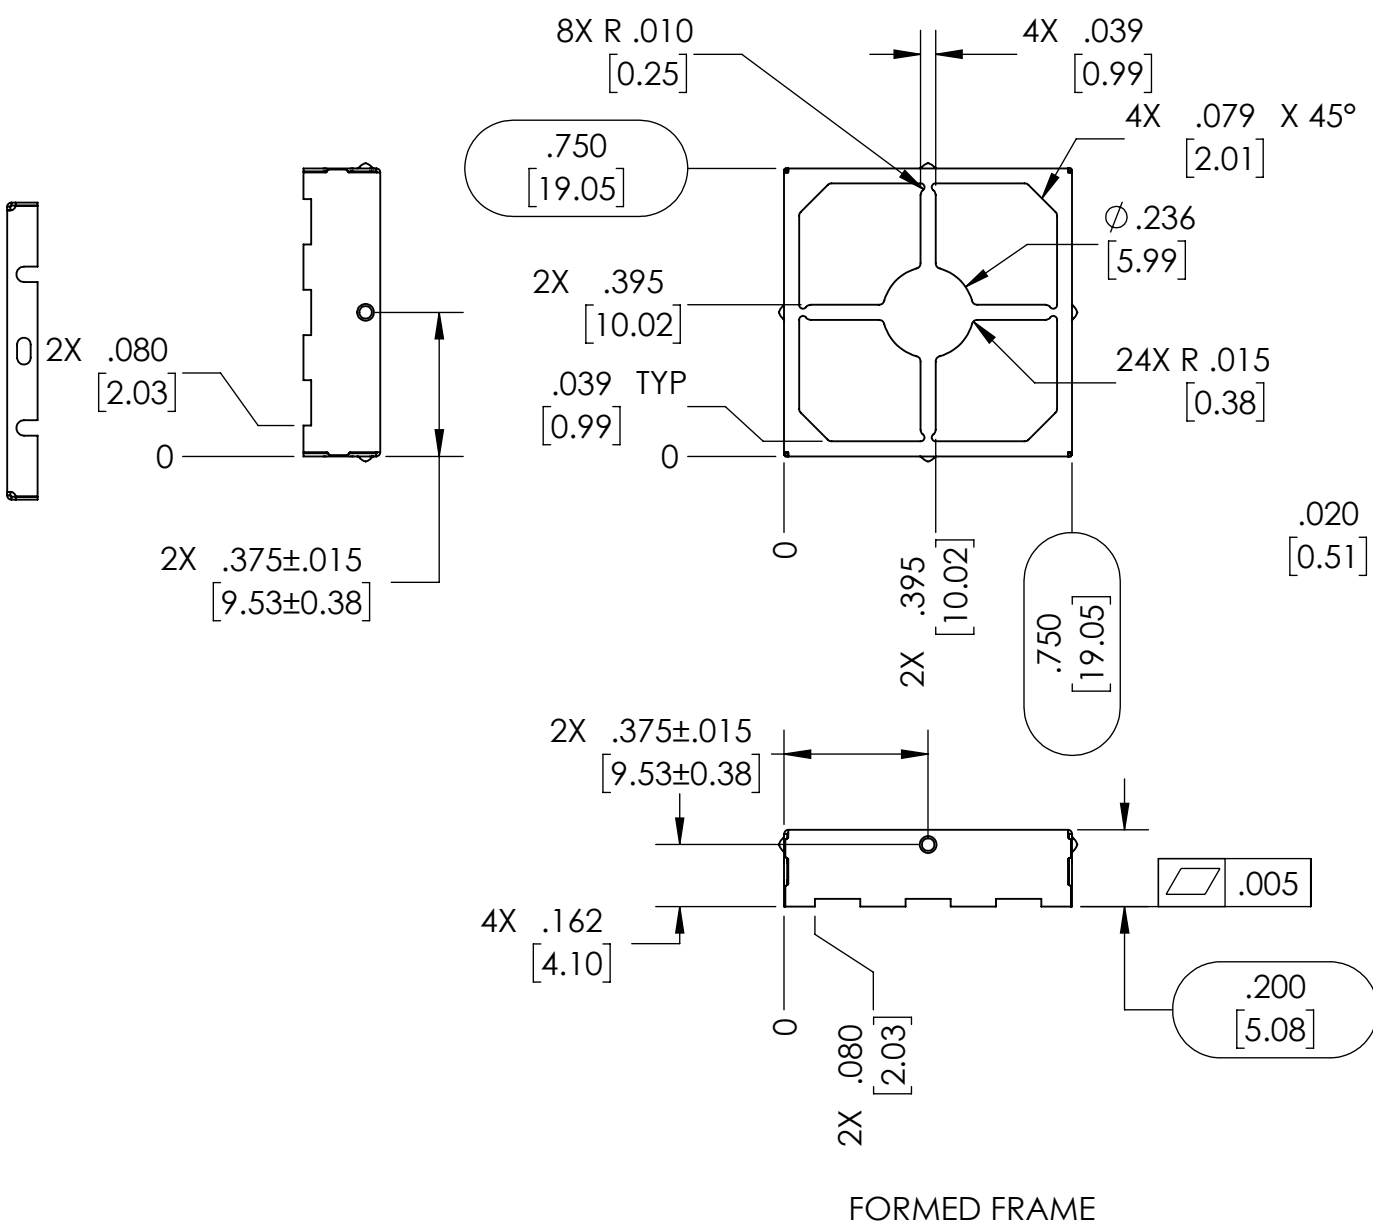 8X R .010
[0.25]
4X .039
[0.99]
4X .079 X 45°
[2.01]
.750
[19.05]
∅ .236
[5.99]
2X .395
[10.02]
2X .080
[2.03]
24X R .015
[0.38]
.039 TYP
[0.99]
0
0
.020
[0.51]
2X .375±.015
[9.53±0.38]
0
2X .395
[10.02]
.750
[19.05]
2X .375±.015
[9.53±0.38]
.005
4X .162
[4.10]
.200
[5.08]
0
2X .080
[2.03]
FORMED FRAME